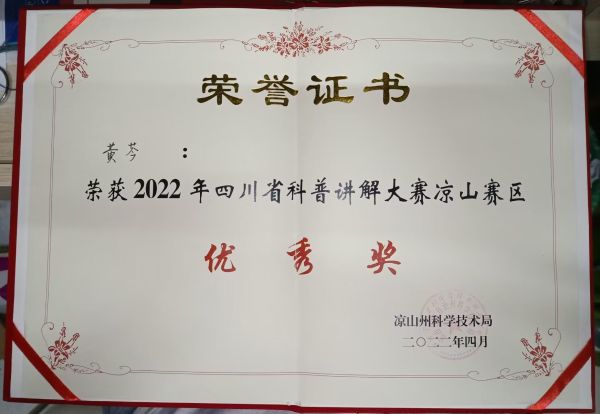 荣誉证书
黄芩：
荣获2022年四川省科普讲解大赛凉山赛区
优秀奖
凉山州科学技术局
二〇二二年四月